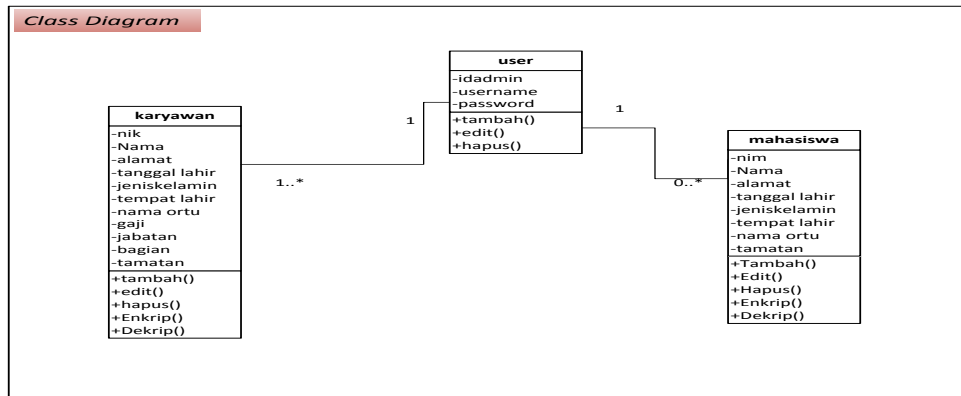 Class Diagram
user
-idadmin
-username
-password
+tambah()
+edit()
+hapus()
1
1
karyawan
-nik
-Nama
-alamat
-tanggal lahir
-jeniskelamin
-tempat lahir
-nama ortu
-gaji
-jabatan
-bagian
-tamatan
+tambah()
+edit()
+hapus()
+Enkrip()
+Dekrip()
1..*
0..*
mahasiswa
-nim
-Nama
-alamat
-tanggal lahir
-jeniskelamin
-tempat lahir
-nama ortu
-tamatan
+Tambah()
+Edit()
+Hapus()
+Enkrip()
+Dekrip()